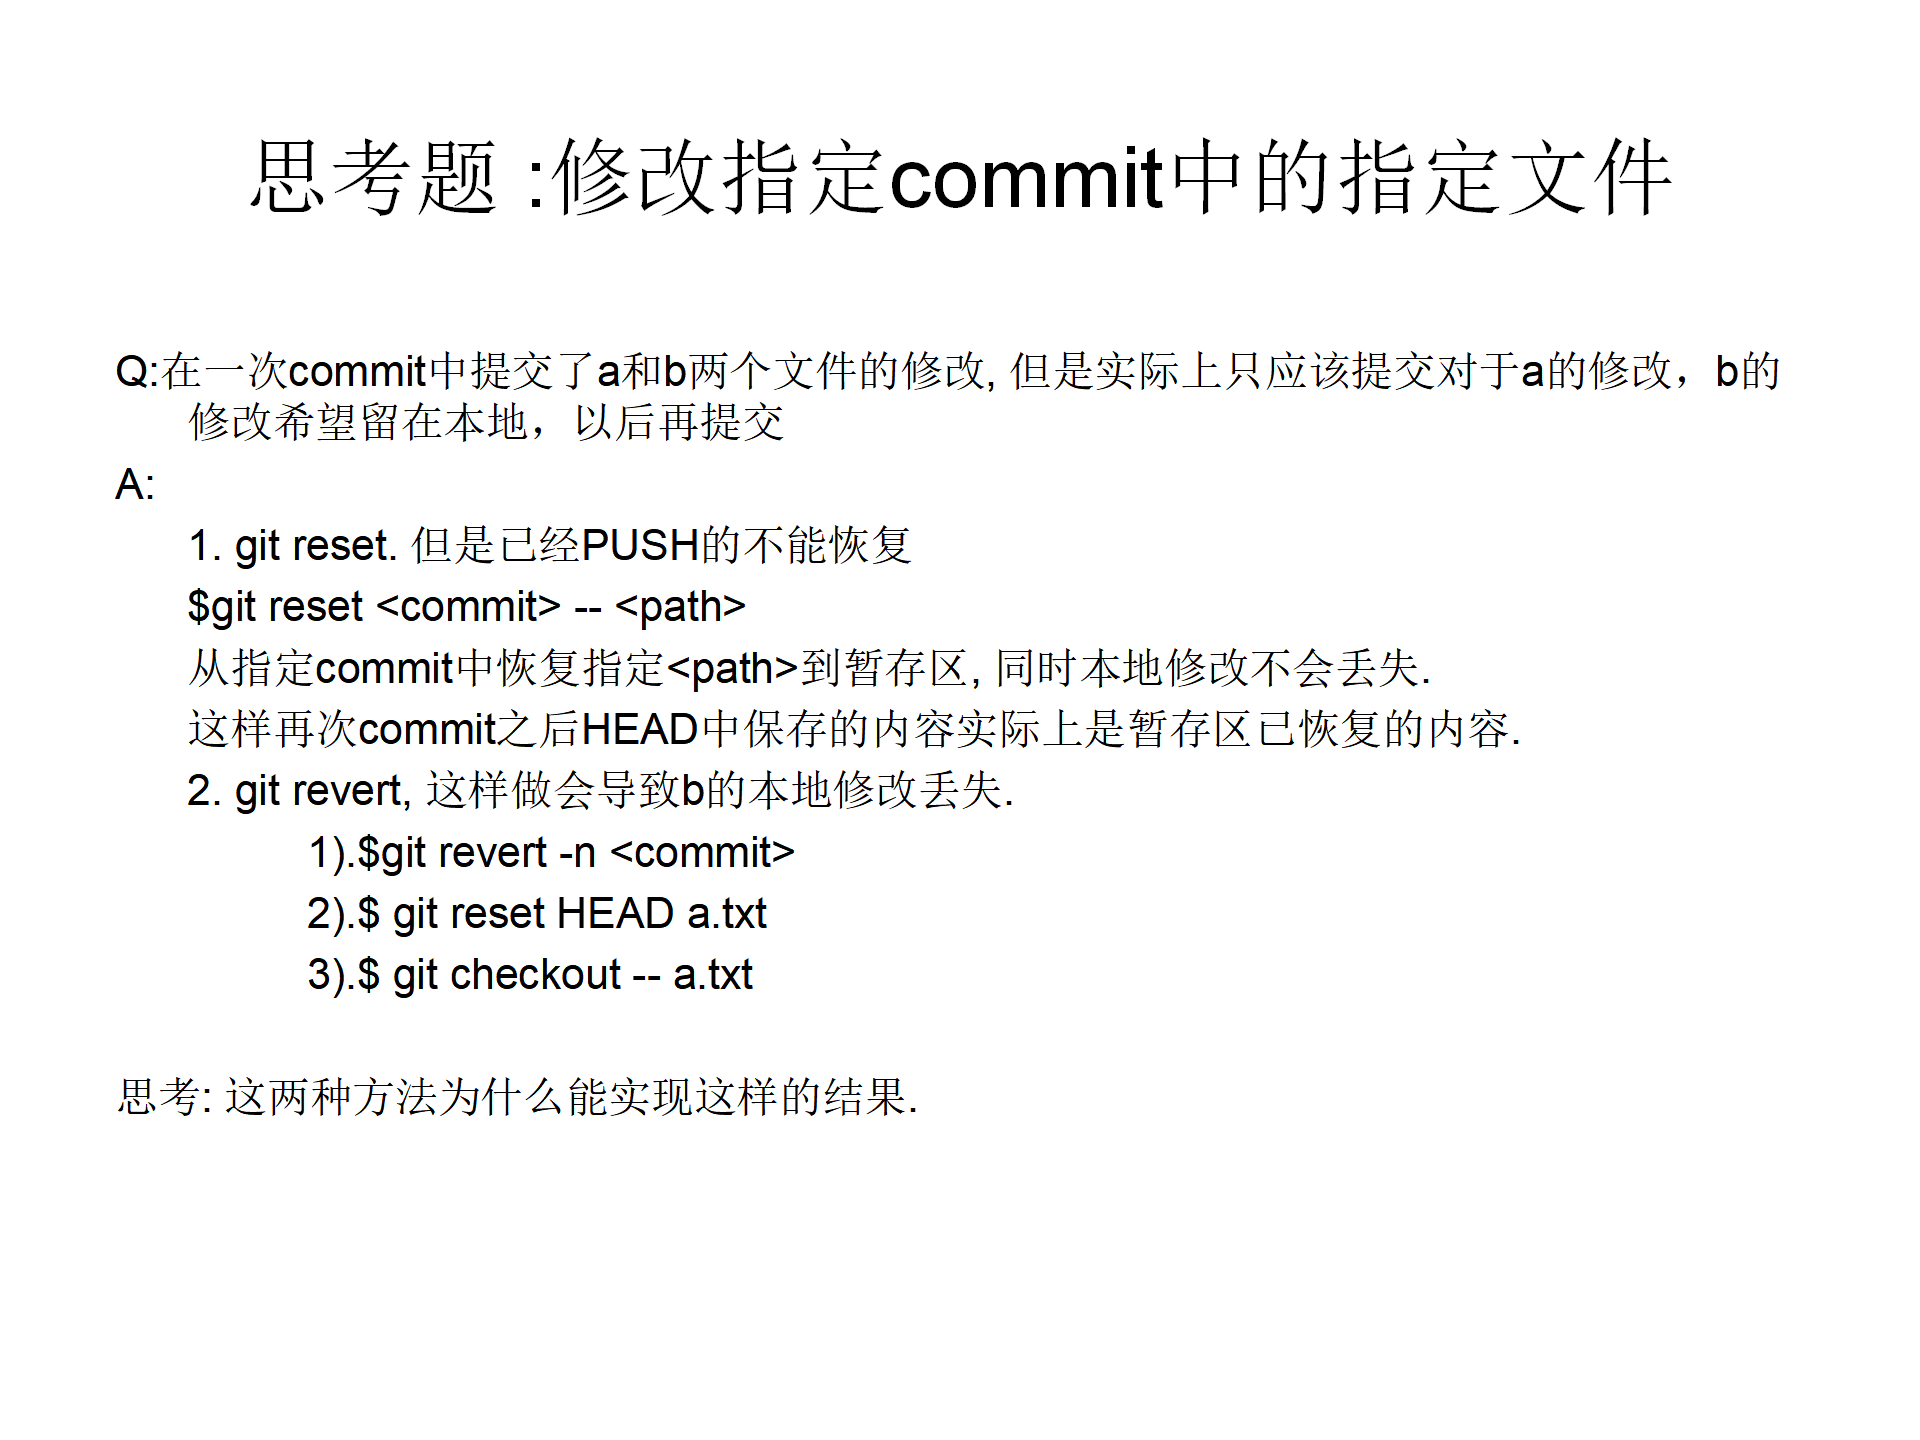 思考题 :修改指定commit中的指定文件
Q:在一次commit中提交了a和b两个文件的修改, 但是实际上只应该提交对于a的修改，b的
修改希望留在本地，以后再提交
A:
1. git reset. 但是已经PUSH的不能恢复
$git reset <commit> -- <path>
从指定commit中恢复指定<path>到暂存区, 同时本地修改不会丢失.
这样再次commit之后HEAD中保存的内容实际上是暂存区已恢复的内容.
2. git revert, 这样做会导致b的本地修改丢失.
1).$git revert -n <commit>
2).$ git reset HEAD a.txt
3).$ git checkout -- a.txt
思考: 这两种方法为什么能实现这样的结果.